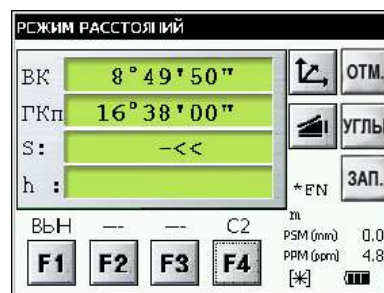 РЕЖИМ РАССТОЯНИЙ
ВК 8°49'50"
ГКп 16°38'00"
S: -<<
h :
ОТМ.
УГЛЫ
ЗАП.
*FN
m
PSM (mm) 0.0
PPM (ppm) 4.8
[*]
ВЫН --- --- С2
F1 F2 F3 F4